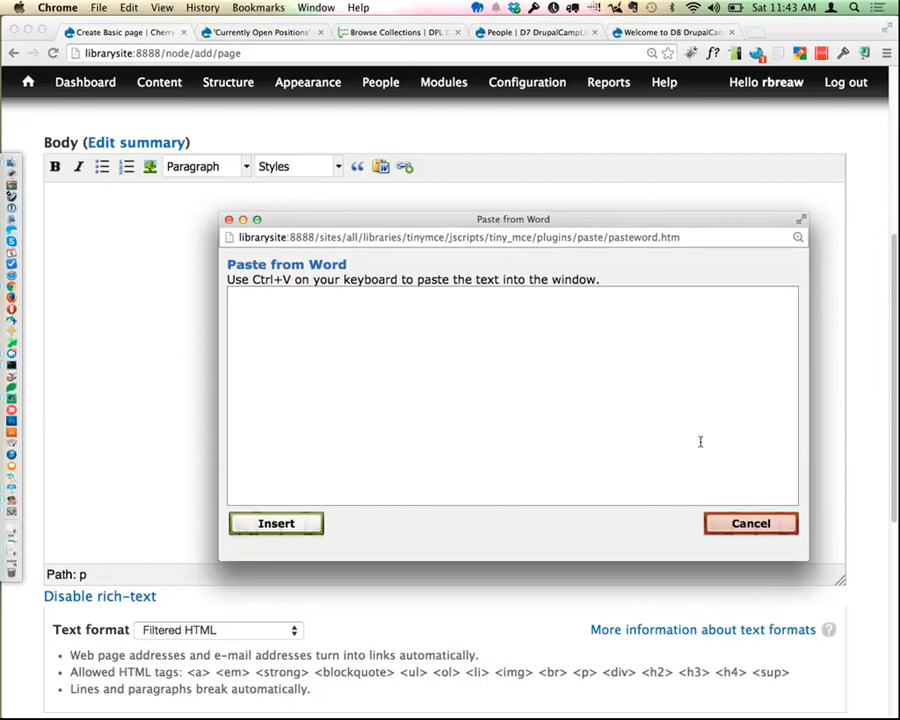 Chrome File Edit View History Bookmarks Window Help Sat 11:43 AM
Create Basic page | Cherry 'Currently Open Positions' Browse Collections | DPL D People | D7 DrupalCampL Welcome to D8 DrupalCam
librarysite:8888/node/add/page f?
Dashboard Content Structure Appearance People Modules Configuration Reports Help Hello rbreaw Log out
Body (Edit summary)
B I Paragraph Styles
Paste from Word
librarysite:8888/sites/all/libraries/tinymce/jscripts/tiny_mce/plugins/paste/pasteword.htm
Paste from Word
Use Ctrl+V on your keyboard to paste the text into the window.
Insert Cancel
Path: p
Disable rich-text
Text format Filtered HTML More information about text formats ?
• Web page addresses and e-mail addresses turn into links automatically.
• Allowed HTML tags: <a> <em> <strong> <blockquote> <ul> <ol> <li> <img> <br> <p> <div> <h2> <h3> <h4> <sup>
• Lines and paragraphs break automatically.